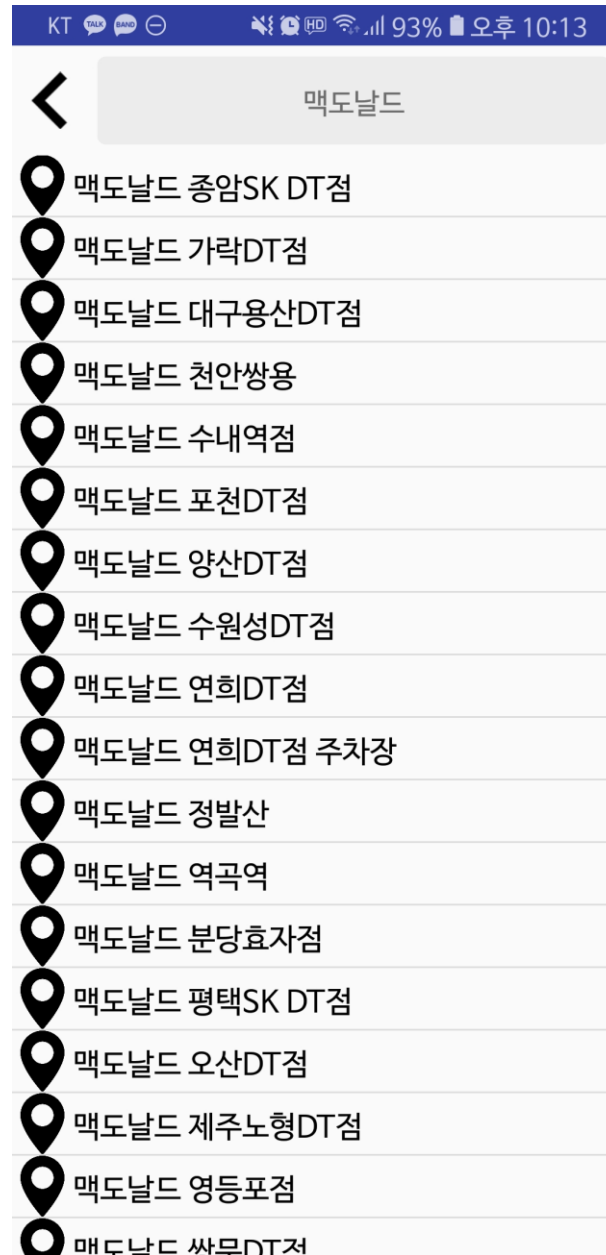 KT TALK BAND HD 93% 오후 10:13
맥도날드
맥도날드 종암SK DT점
맥도날드 가락DT점
맥도날드 대구용산DT점
맥도날드 천안쌍용
맥도날드 수내역점
맥도날드 포천DT점
맥도날드 양산DT점
맥도날드 수원성DT점
맥도날드 연희DT점
맥도날드 연희DT점 주차장
맥도날드 정발산
맥도날드 역곡역
맥도날드 분당효자점
맥도날드 평택SK DT점
맥도날드 오산DT점
맥도날드 제주노형DT점
맥도날드 영등포점
맥도날드